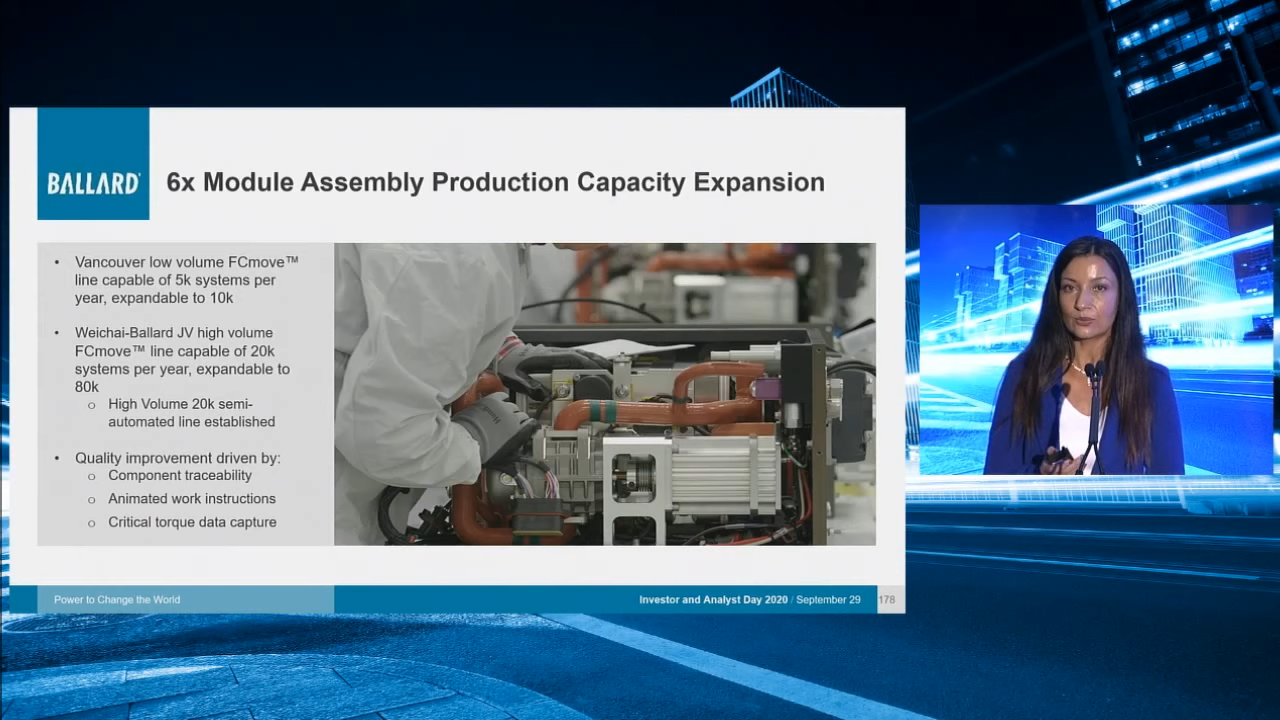 BALLARD
6x Module Assembly Production Capacity Expansion
• Vancouver low volume FCmove™
line capable of 5k systems per
year, expandable to 10k
• Weichai-Ballard JV high volume
FCmove™ line capable of 20k
systems per year, expandable to
80k
o High Volume 20k semi-
automated line established
• Quality improvement driven by:
o Component traceability
o Animated work instructions
o Critical torque data capture
Power to Change the World
Investor and Analyst Day 2020 / September 29
178